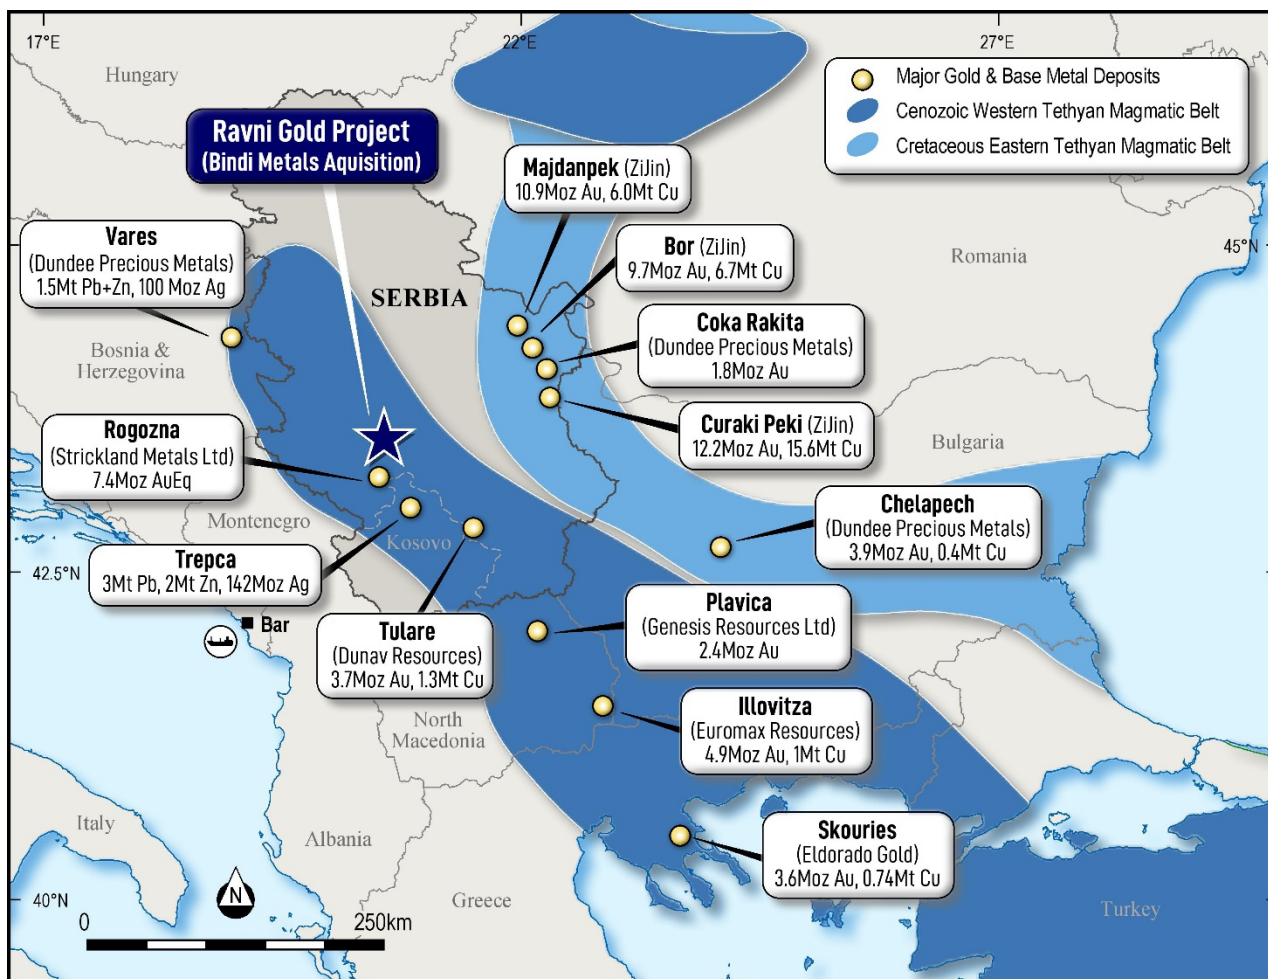 17°E
22°E
27°E
Hungary
Major Gold & Base Metal Deposits
Cenozoic Western Tethyan Magmatic Belt
Cretaceous Eastern Tethyan Magmatic Belt
Ravni Gold Project
(Bindi Metals Aquisition)
Majdanpek (ZiJin)
10.9Moz Au, 6.0Mt Cu
Vares
(Dundee Precious Metals)
1.5Mt Pb+Zn, 100 Moz Ag
Bor (ZiJin)
9.7Moz Au, 6.7Mt Cu
45°N
Romania
SERBIA
Coka Rakita
(Dundee Precious Metals)
1.8Moz Au
Bosnia &
Herzegovina
Curaki Peki (ZiJin)
12.2Moz Au, 15.6Mt Cu
Bulgaria
Rogozna
(Strickland Metals Ltd)
7.4Moz AuEq
Chelapech
(Dundee Precious Metals)
3.9Moz Au, 0.4Mt Cu
Montenegro
Kosovo
Trepca
3Mt Pb, 2Mt Zn, 142Moz Ag
42.5°N
Plavica
(Genesis Resources Ltd)
2.4Moz Au
Bar
Tulare
(Dunav Resources)
3.7Moz Au, 1.3Mt Cu
Illovitza
(Euromax Resources)
4.9Moz Au, 1Mt Cu
North
Macedonia
Italy
Albania
Skouries
(Eldorado Gold)
3.6Moz Au, 0.74Mt Cu
N
40°N
Greece
Turkey
0
250km